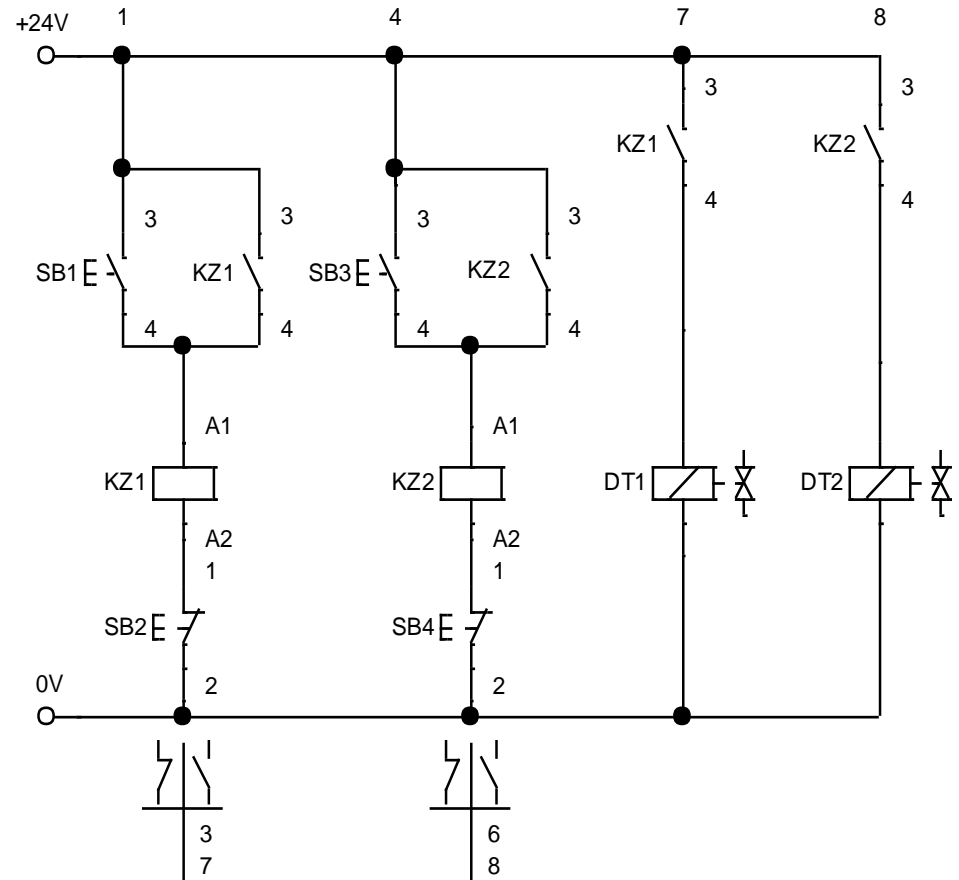 +24V 1 4 7 8
3 3
KZ1 KZ2
4 4
3 3 3 3
SB1 KZ1 SB3 KZ2
4 4 4 4
A1 A1
KZ1 KZ2 DT1 DT2
A2 A2
1 1
SB2 SB4
2 2
0V
3 6
7 8